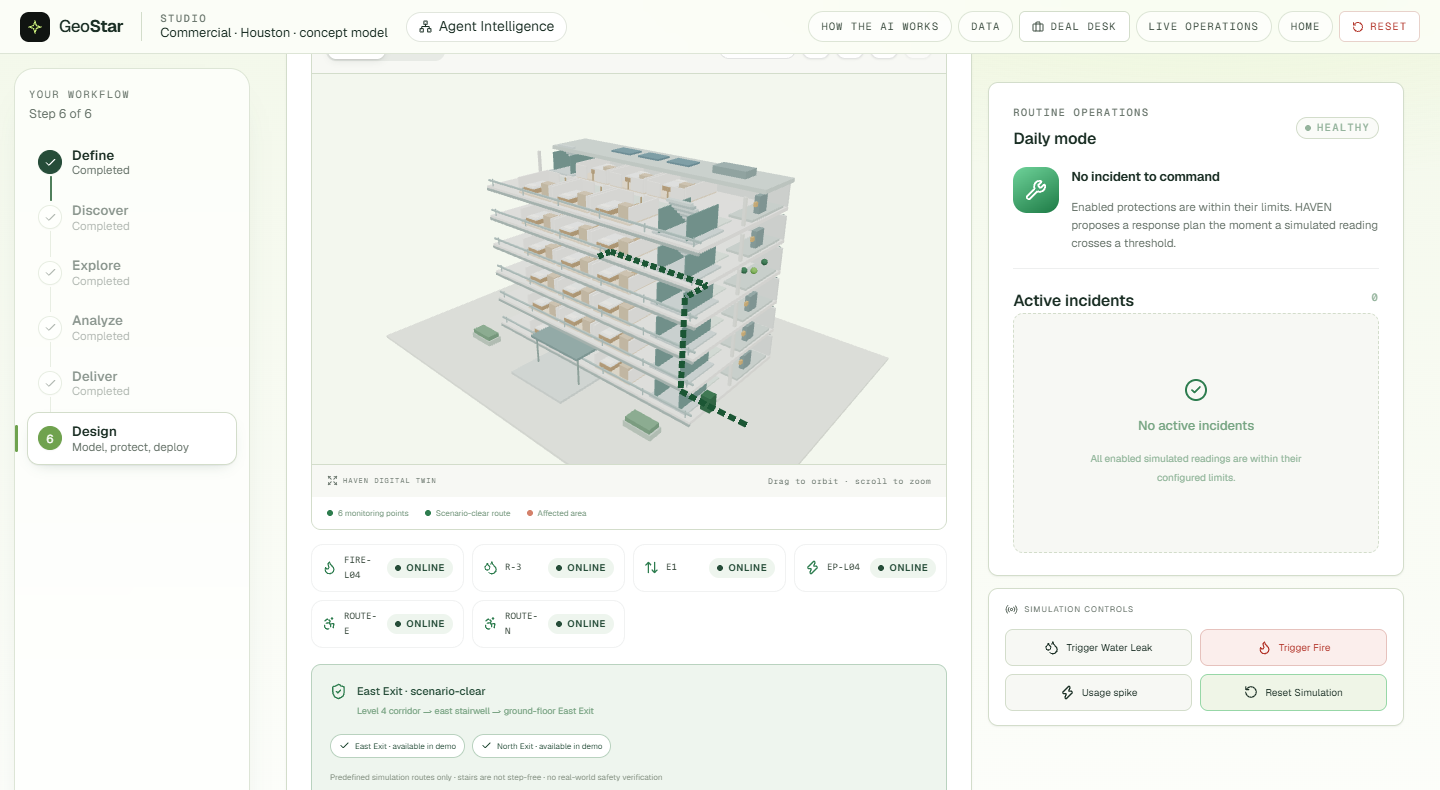 GeoStar
STUDIO
Commercial · Houston · concept model
Agent Intelligence
HOW THE AI WORKS
DATA
DEAL DESK
LIVE OPERATIONS
HOME
RESET
YOUR WORKFLOW
Step 6 of 6
Define
Completed
Discover
Completed
Explore
Completed
Analyze
Completed
Deliver
Completed
6
Design
Model, protect, deploy
HAVEN DIGITAL TWIN
Drag to orbit · scroll to zoom
6 monitoring points
Scenario-clear route
Affected area
FIRE-
L04
ONLINE
R-3
ONLINE
E1
ONLINE
EP-L04
ONLINE
ROUTE-
E
ONLINE
ROUTE-
N
ONLINE
East Exit · scenario-clear
Level 4 corridor → east stairwell → ground-floor East Exit
East Exit · available in demo
North Exit · available in demo
Predefined simulation routes only · stairs are not step-free · no real-world safety verification
ROUTINE OPERATIONS
Daily mode
HEALTHY
No incident to command
Enabled protections are within their limits. HAVEN
proposes a response plan the moment a simulated reading
crosses a threshold.
Active incidents
0
No active incidents
All enabled simulated readings are within their
configured limits.
SIMULATION CONTROLS
Trigger Water Leak
Trigger Fire
Usage spike
Reset Simulation